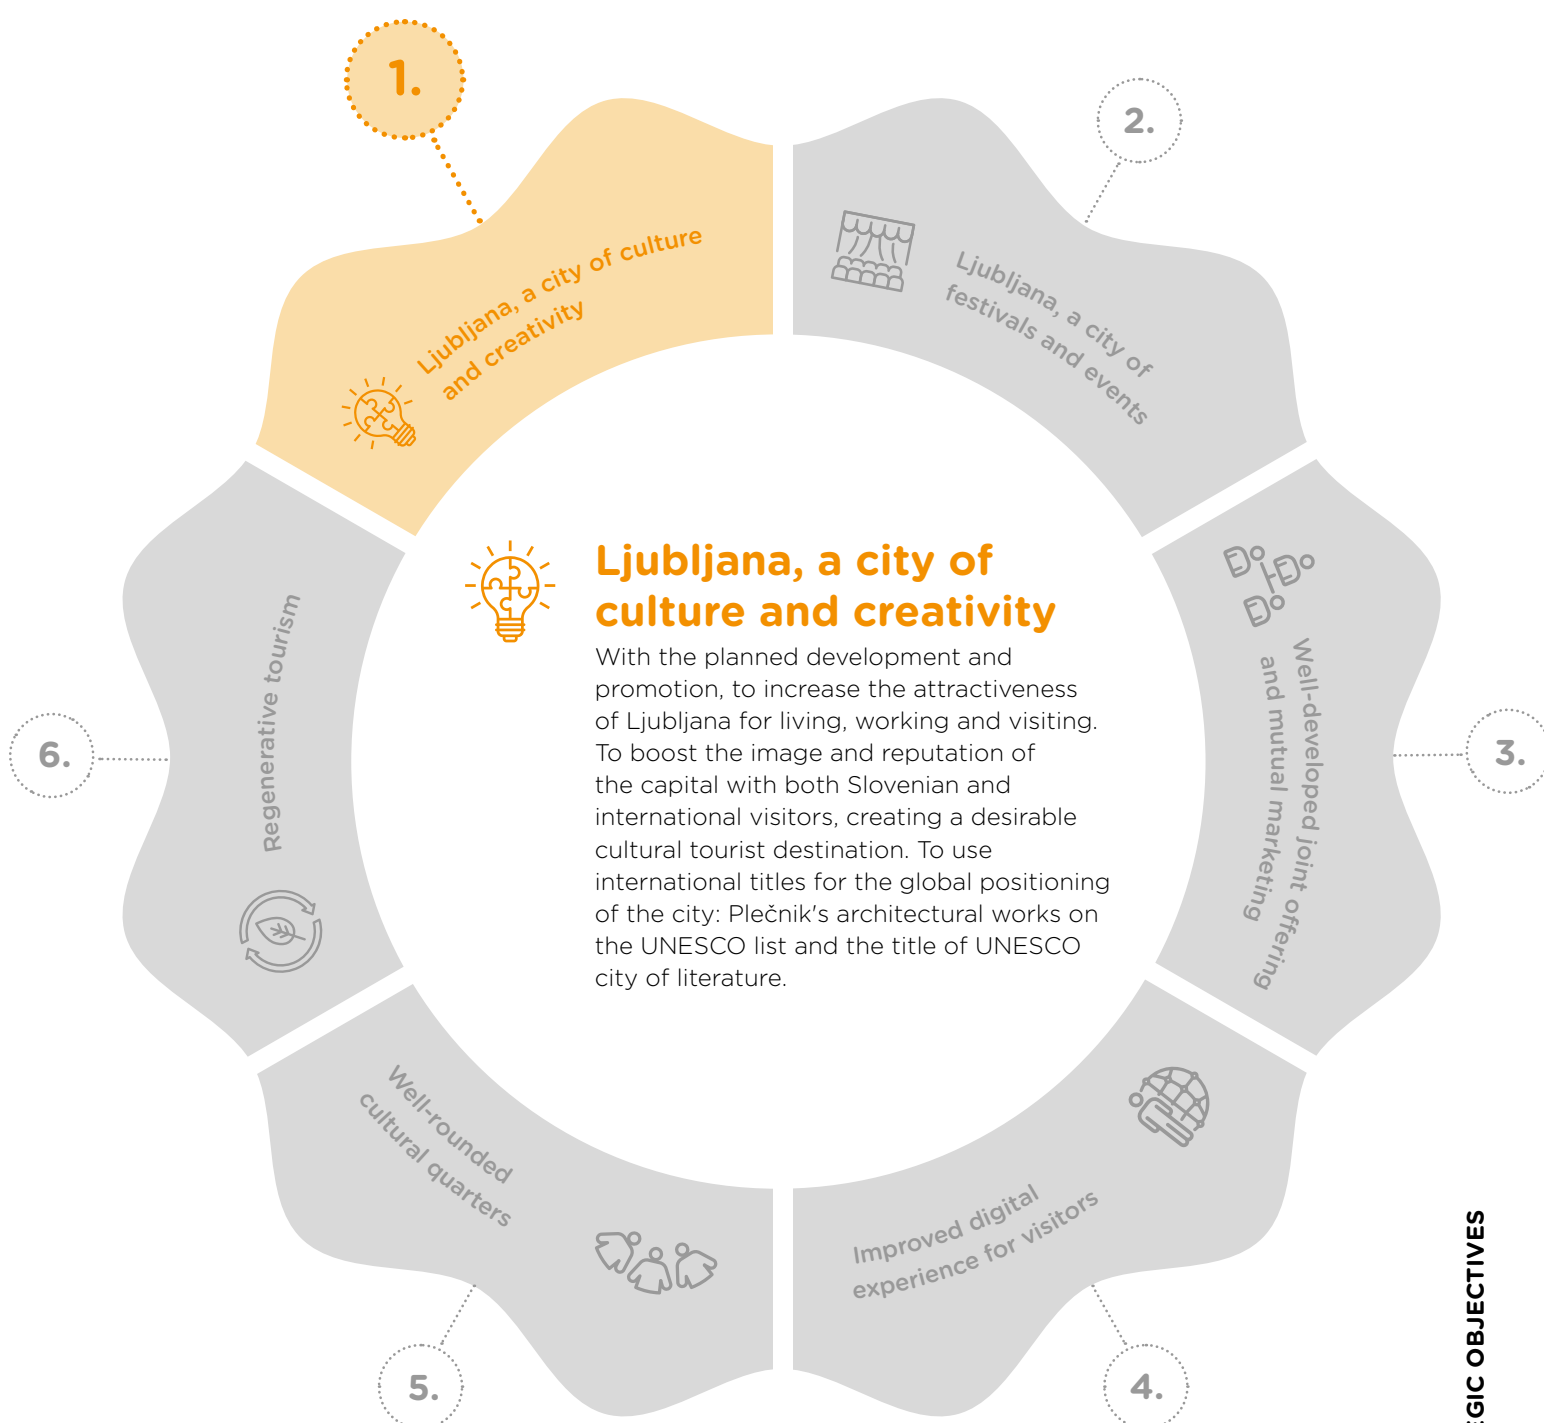 1.
Ljubljana, a city of culture
and creativity
2.
Ljubljana, a city of
festivals and events
3.
Well-developed joint offering
and mutual marketing
4.
Improved digital
experience for visitors
5.
Well-rounded
cultural quarters
6.
Regenerative tourism
Ljubljana, a city of
culture and creativity
With the planned development and
promotion, to increase the attractiveness
of Ljubljana for living, working and visiting.
To boost the image and reputation of
the capital with both Slovenian and
international visitors, creating a desirable
cultural tourist destination. To use
international titles for the global positioning
of the city: Plečnik's architectural works on
the UNESCO list and the title of UNESCO
city of literature.
OBJECTIVES